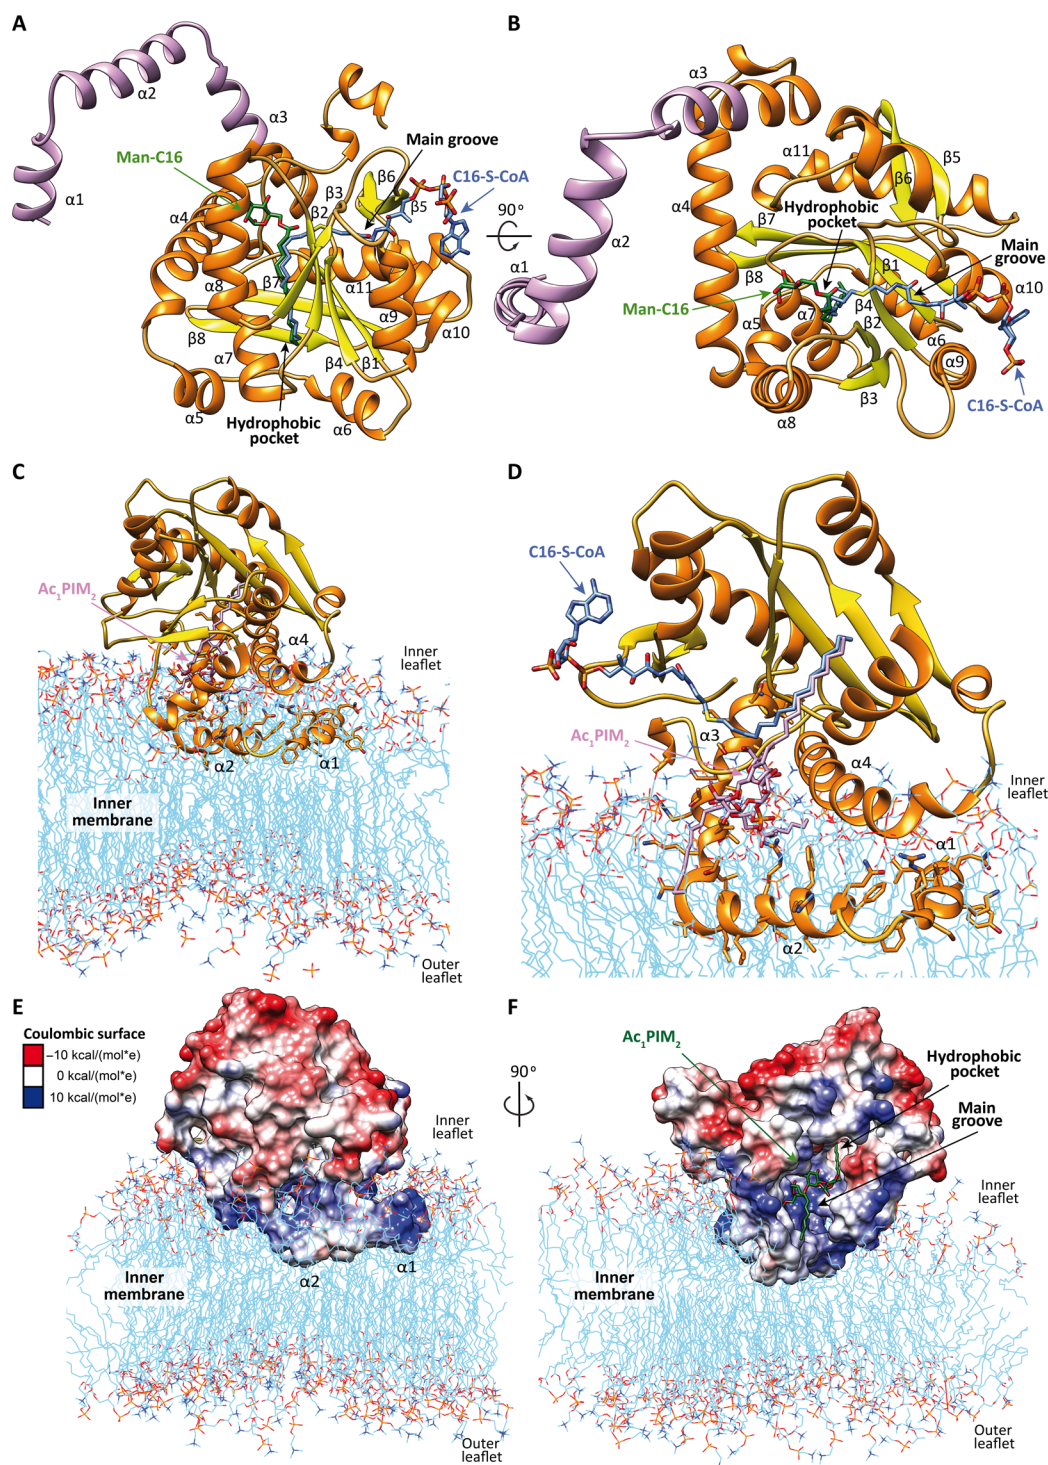 A
α2
α3
α1
Man-C16
Main groove
C16-S-CoA
β6
β3
β5
β2
α4
α8
β7
α11
α9
α10
β8
α7
β4
β1
α5
α6
Hydrophobic
pocket
90°
B
α3
α11
β5
β6
α4
Hydrophobic
pocket
β7
α2
Main
groove
α1
β8
β1
α10
Man-C16
α5
α7
β4
β2
α6
α9
β3
C16-S-CoA
α8
C
Ac₁PIM₂
α4
Inner
leaflet
α2
α1
Inner
membrane
Outer
leaflet
D
C16-S-CoA
α3
Ac₁PIM₂
α4
Inner
leaflet
α1
α2
E
Coulombic surface
−10 kcal/(mol*e)
0 kcal/(mol*e)
10 kcal/(mol*e)
Inner
leaflet
Inner
membrane
α2
α1
Outer
leaflet
90°
F
Ac₁PIM₂
Hydrophobic
pocket
Main
groove
Inner
leaflet
Inner
membrane
Outer
leaflet